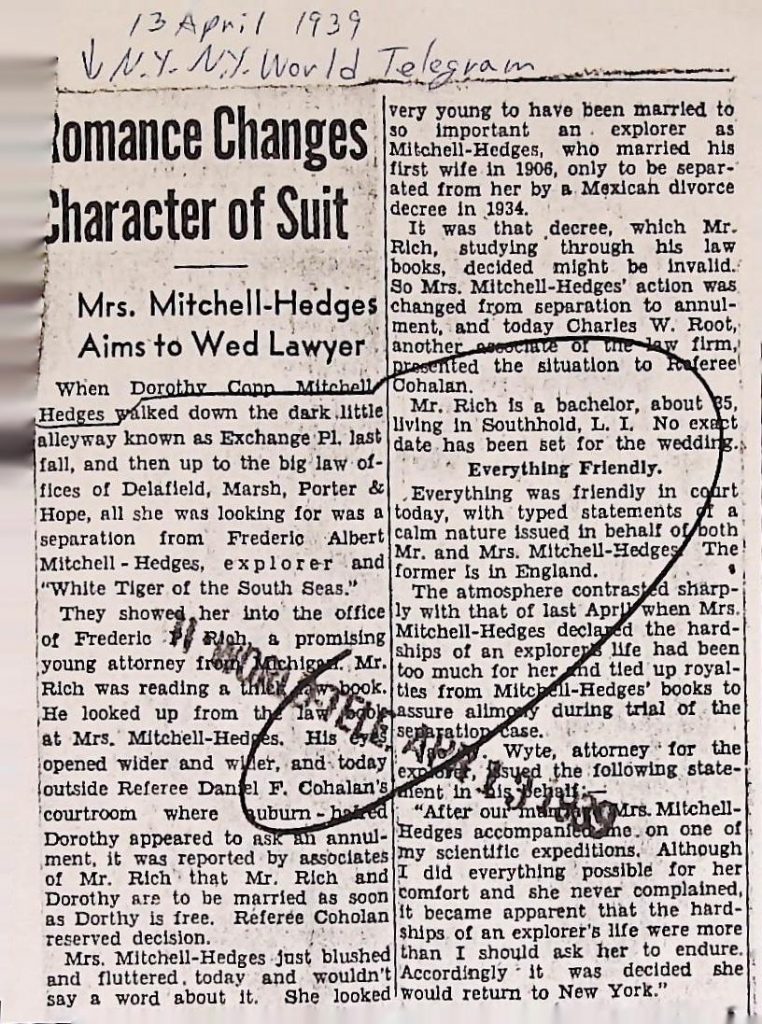 13 April 1939
↓ N.Y. N.Y. World Telegram
Romance Changes
Character of Suit
Mrs. Mitchell-Hedges
Aims to Wed Lawyer
When Dorothy Copp Mitchell
Hedges walked down the dark little
alleyway known as Exchange Pl. last
fall, and then up to the big law of-
fices of Delafield, Marsh, Porter &
Hope, all she was looking for was a
separation from Frederic Albert
Mitchell-Hedges, explorer and
"White Tiger of the South Seas."
They showed her into the office
of Frederic P. Rich, a promising
young attorney from Michigan. Mr.
Rich was reading a thick law book.
He looked up from the law book
at Mrs. Mitchell-Hedges. His eyes
opened wider and wider, and today
outside Referee Daniel F. Cohalan's
courtroom where auburn-haired
Dorothy appeared to ask an annul-
ment, it was reported by associates
of Mr. Rich that Mr. Rich and
Dorothy are to be married as soon
as Dorthy is free. Referee Coholan
reserved decision.
Mrs. Mitchell-Hedges just blushed
and fluttered today and wouldn't
say a word about it. She looked
very young to have been married to
so important an explorer as
Mitchell-Hedges, who married his
first wife in 1906, only to be separ-
ated from her by a Mexican divorce
decree in 1934.
It was that decree, which Mr.
Rich, studying through his law
books, decided might be invalid.
So Mrs. Mitchell-Hedges' action was
changed from separation to annul-
ment, and today Charles W. Root,
another associate of the law firm,
presented the situation to Referee
Cohalan.
Mr. Rich is a bachelor, about 35,
living in Southhold, L. I. No exact
date has been set for the wedding.
Everything Friendly.
Everything was friendly in court
today, with typed statements of a
calm nature issued in behalf of both
Mr. and Mrs. Mitchell-Hedges. The
former is in England.
The atmosphere contrasted sharp-
ly with that of last April when Mrs.
Mitchell-Hedges declared the hard-
ships of an explorer's life had been
too much for her and tied up royal-
ties from Mitchell-Hedges' books to
assure alimony during trial of the
separation case.
Wyte, attorney for the
explorer, issued the following state-
ment in his behalf:—
"After our marriage Mrs. Mitchell-
Hedges accompanied me on one of
my scientific expeditions. Although
I did everything possible for her
comfort and she never complained,
it became apparent that the hard-
ships of an explorer's life were more
than I should ask her to endure.
Accordingly it was decided she
would return to New York."
WORLD-TELE. APR 13 1939